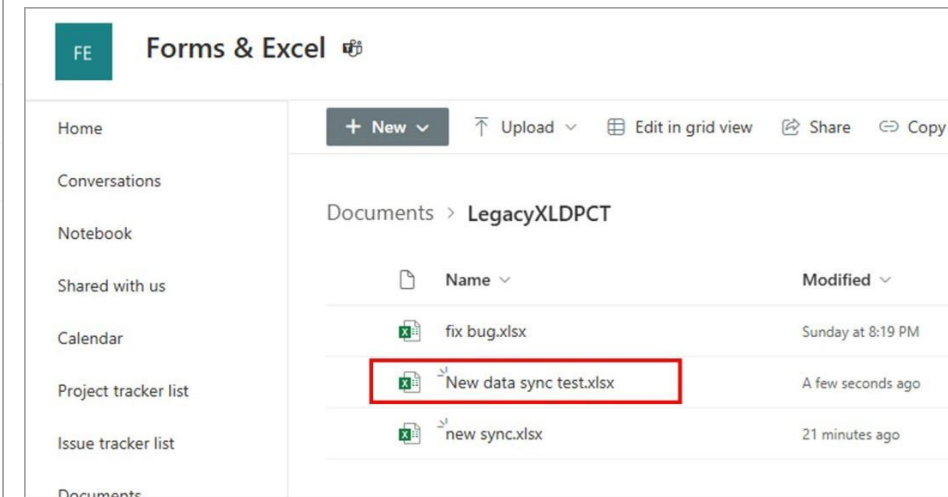 FE
Forms & Excel
Home
Conversations
Notebook
Shared with us
Calendar
Project tracker list
Issue tracker list
Documents
+ New
Upload
Edit in grid view
Share
Copy
Documents > LegacyXLDPCT
Name
Modified
fix bug.xlsx
Sunday at 8:19 PM
New data sync test.xlsx
A few seconds ago
new sync.xlsx
21 minutes ago